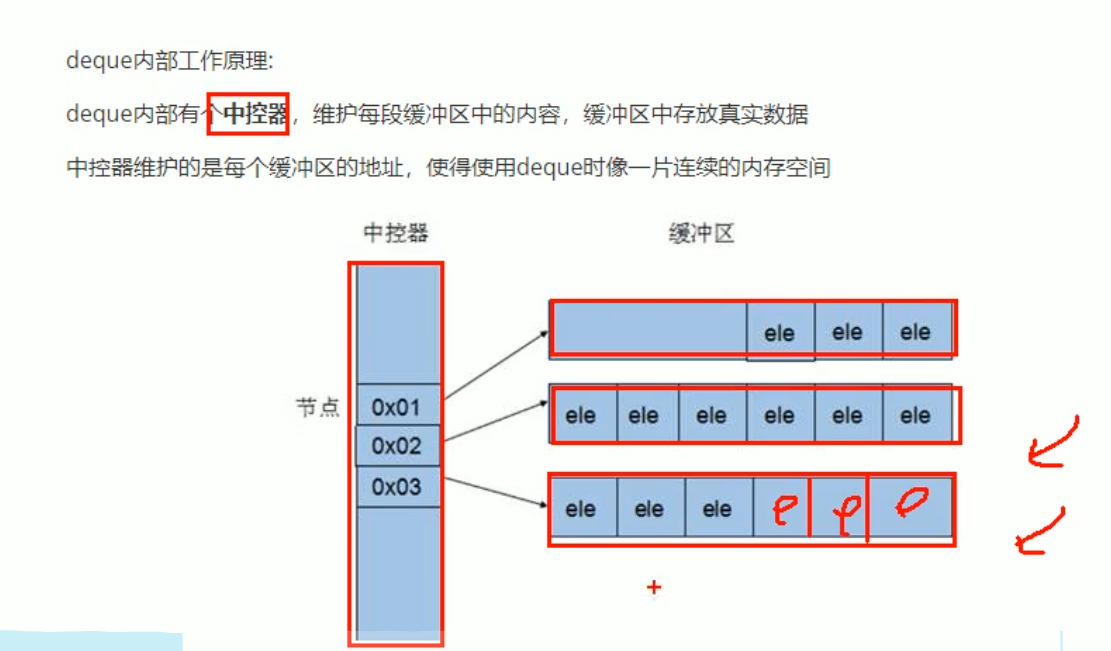 deque内部工作原理:
deque内部有个中控器，维护每段缓冲区中的内容，缓冲区中存放真实数据
中控器维护的是每个缓冲区的地址，使得使用deque时像一片连续的内存空间
中控器 缓冲区
ele ele ele
节点 0x01 ele ele ele ele ele ele
0x02
0x03 ele ele ele e e e